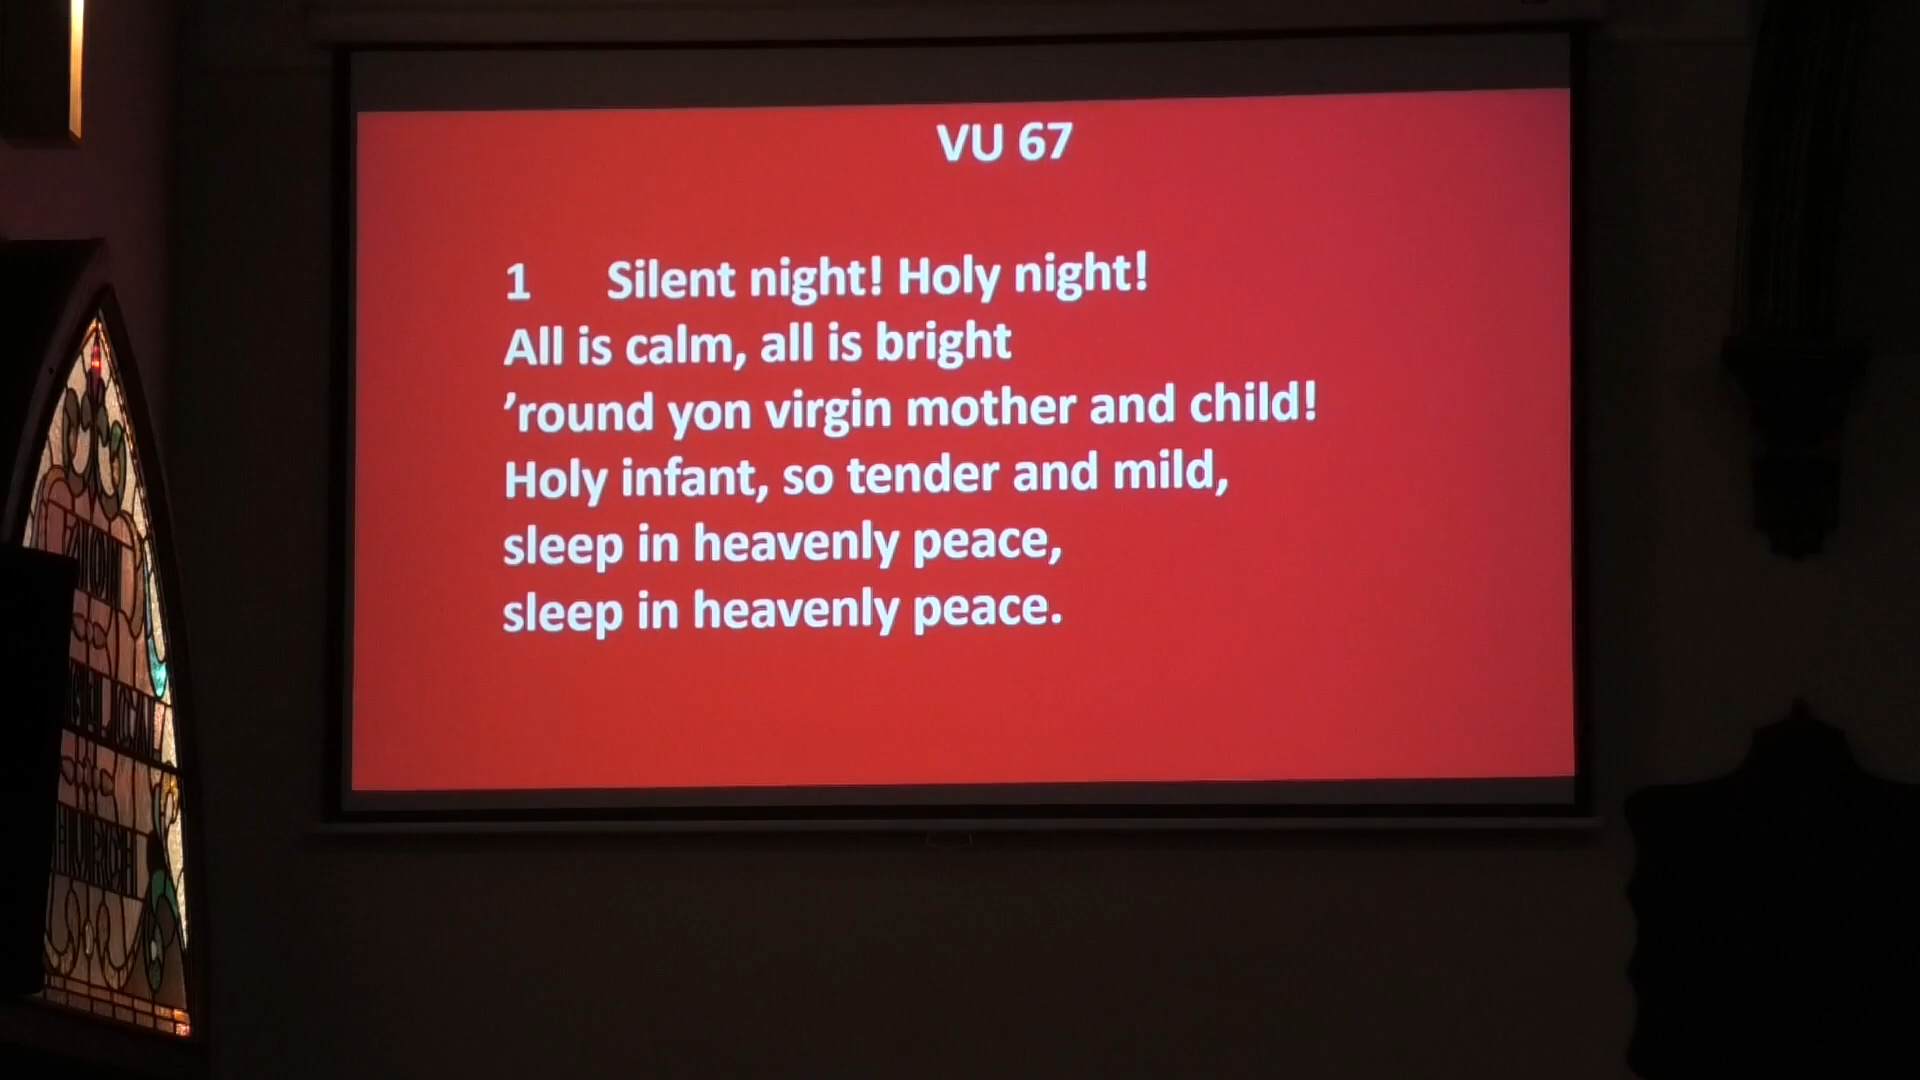 VU 67
1 Silent night! Holy night!
All is calm, all is bright
’round yon virgin mother and child!
Holy infant, so tender and mild,
sleep in heavenly peace,
sleep in heavenly peace.